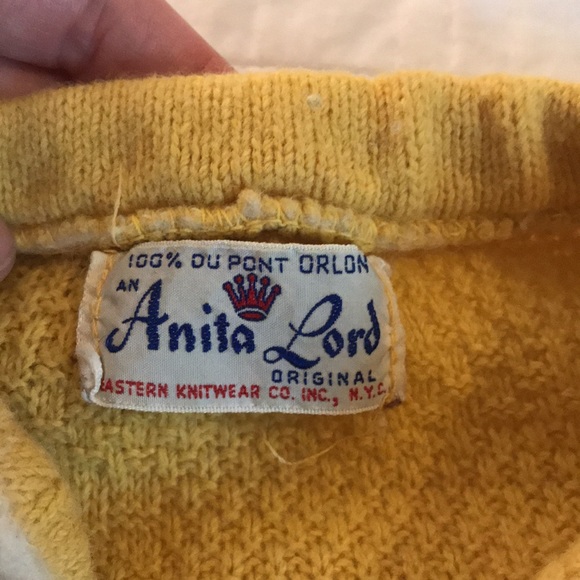 100% DU PONT ORLON
AN
Anita Lord
ORIGINAL
EASTERN KNITWEAR CO. INC., N.Y.C.